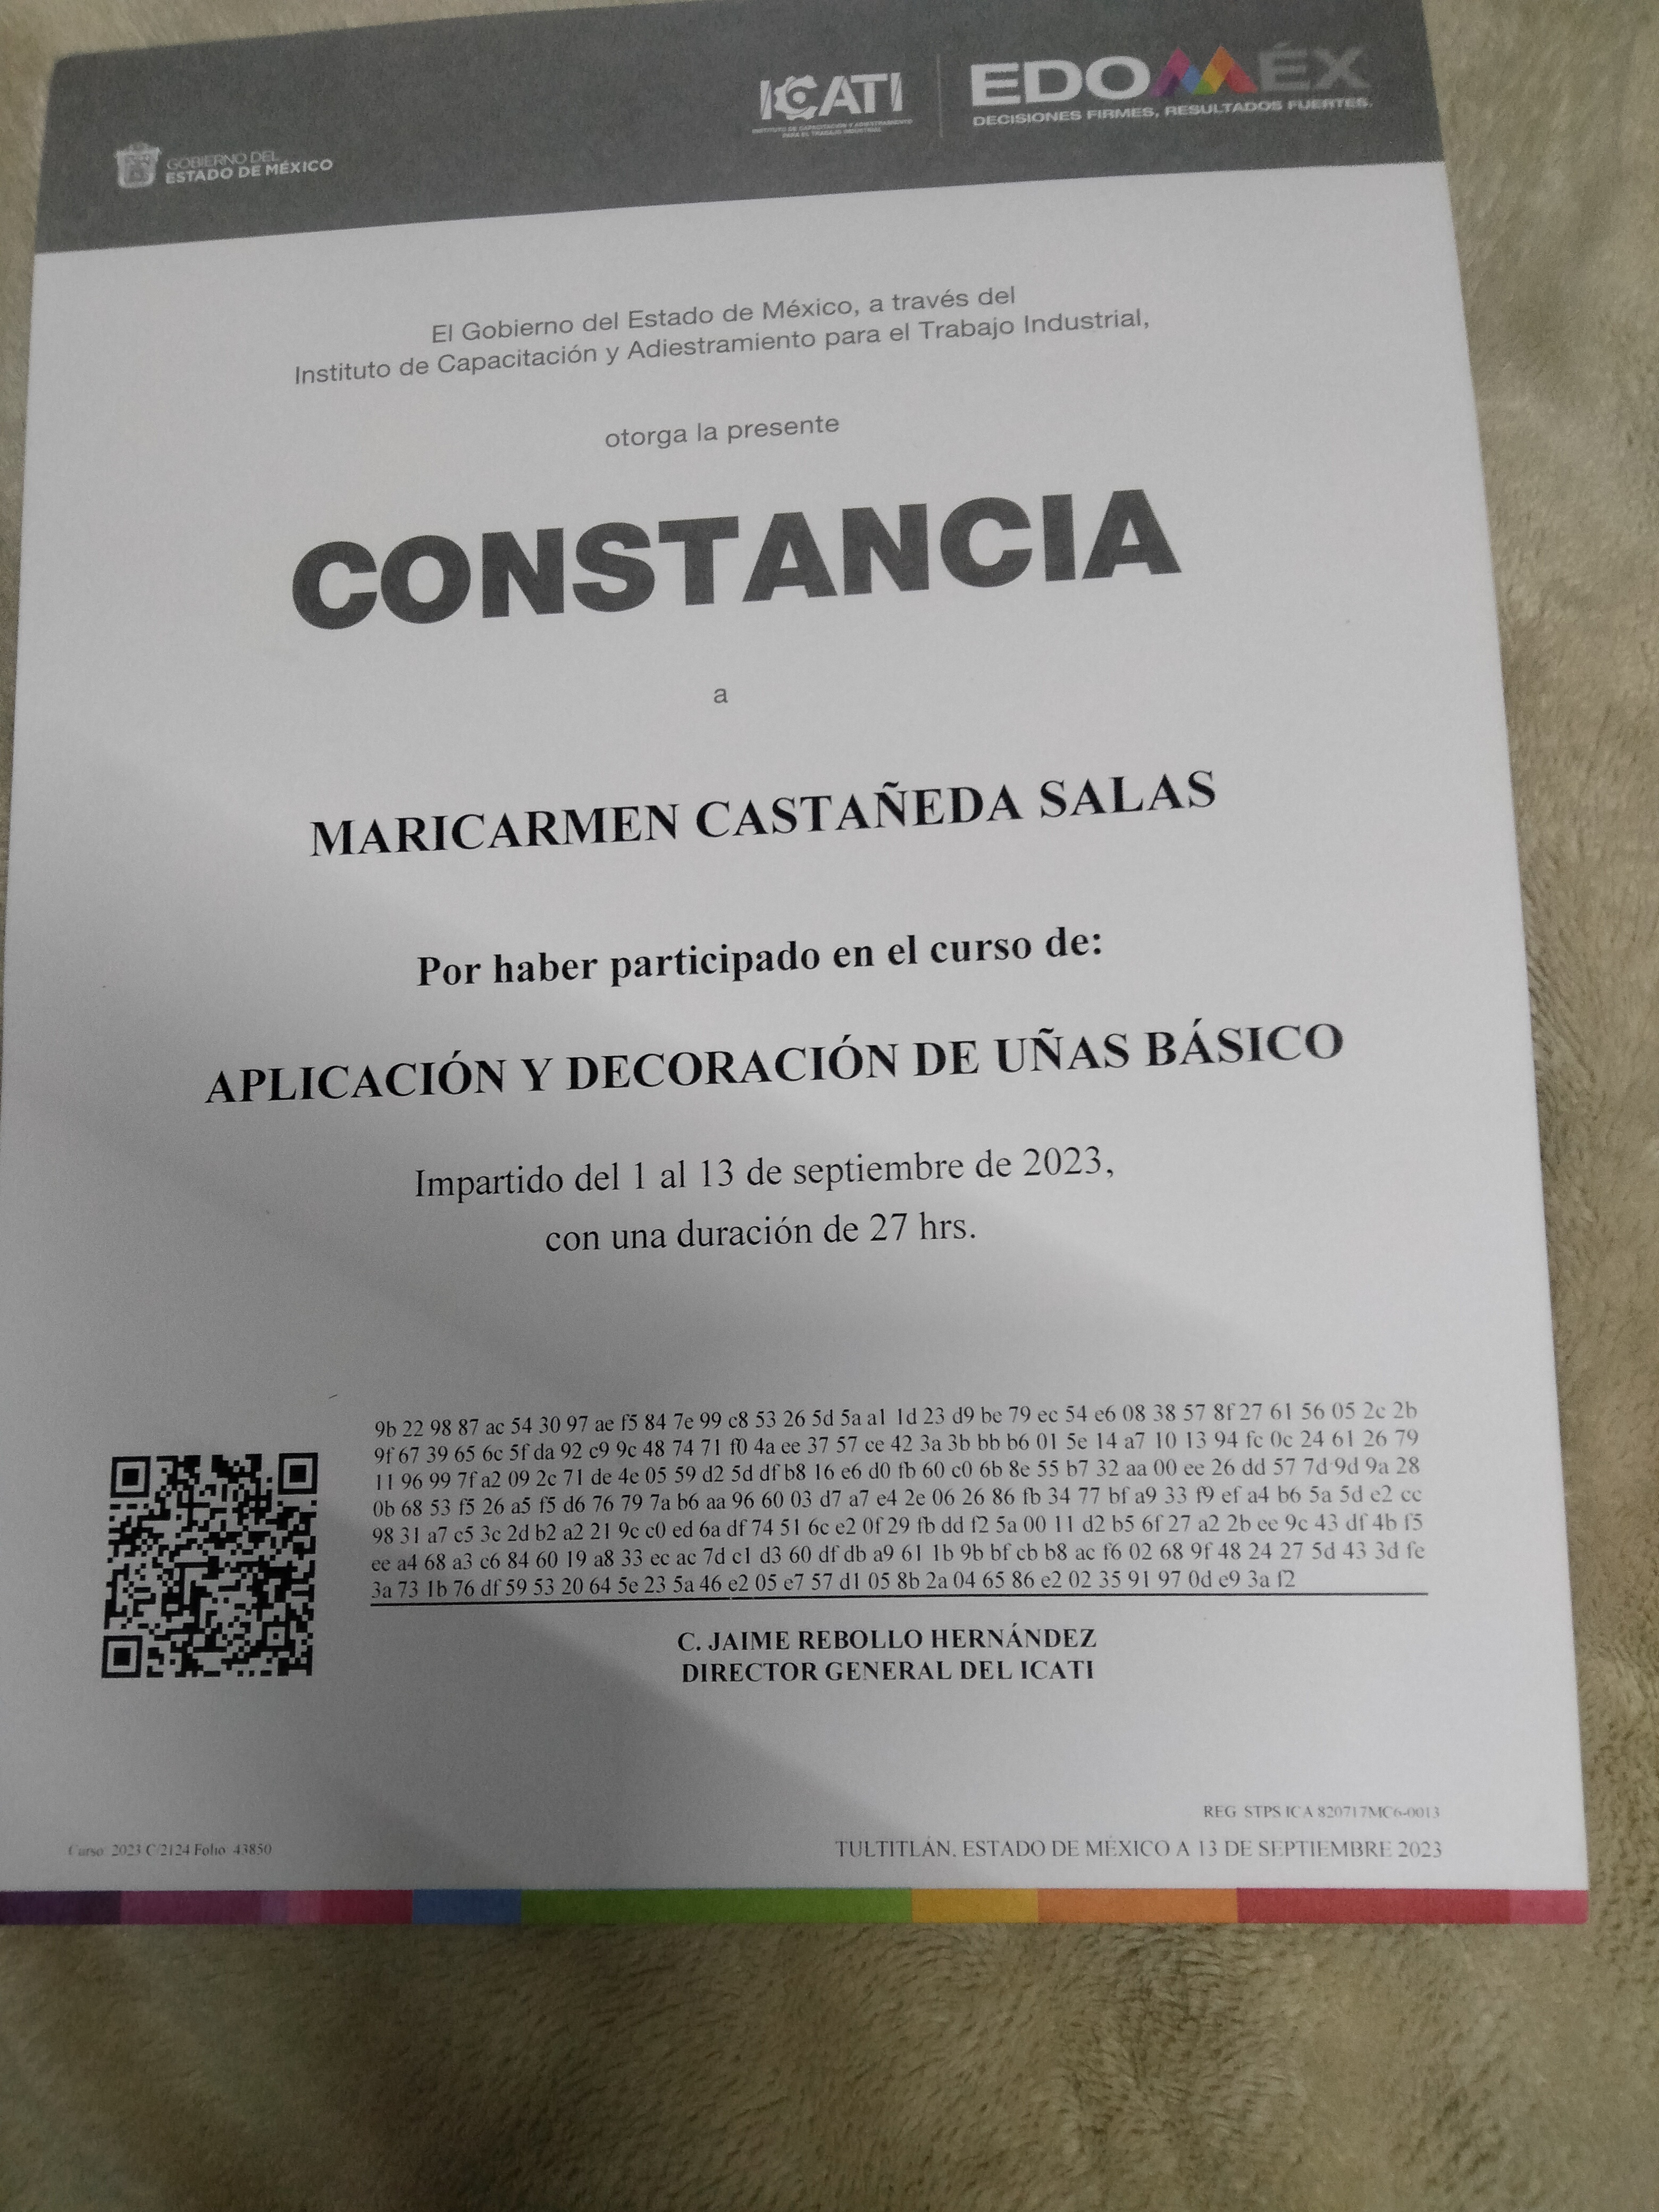 GOBIERNO DEL
ESTADO DE MÉXICO
ICATI
INSTITUTO DE CAPACITACIÓN Y ADIESTRAMIENTO
PARA EL TRABAJO INDUSTRIAL
EDOMÉX
DECISIONES FIRMES, RESULTADOS FUERTES.
El Gobierno del Estado de México, a través del
Instituto de Capacitación y Adiestramiento para el Trabajo Industrial,
otorga la presente
CONSTANCIA
a
MARICARMEN CASTAÑEDA SALAS
Por haber participado en el curso de:
APLICACIÓN Y DECORACIÓN DE UÑAS BÁSICO
Impartido del 1 al 13 de septiembre de 2023,
con una duración de 27 hrs.
9b 22 98 87 ac 54 30 97 ae f5 84 7e 99 c8 53 26 5d 5a a1 1d 23 d9 be 79 ec 54 e6 08 38 57 8f 27 61 56 05 2c 2b
9f 67 39 65 6c 5f da 92 c9 9c 48 74 71 f0 4a ee 37 57 ce 42 3a 3b bb b6 01 5e 14 a7 10 13 94 fc 0c 24 61 26 79
11 96 99 7f a2 09 2c 71 de 4e 05 59 d2 5d df b8 16 e6 d0 fb 60 c0 6b 8e 55 b7 32 aa 00 ee 26 dd 57 7d 9d 9a 28
0b 68 53 f5 26 a5 f5 d6 76 79 7a b6 aa 96 60 03 d7 a7 e4 2e 06 26 86 fb 34 77 bf a9 33 f9 ef a4 b6 5a 5d e2 cc
98 31 a7 c5 3c 2d b2 a2 21 9c c0 ed 6a df 74 51 6c e2 0f 29 fb dd f2 5a 00 11 d2 b5 6f 27 a2 2b ee 9c 43 df 4b f5
ee a4 68 a3 c6 84 60 19 a8 33 ec ac 7d c1 d3 60 df db a9 61 1b 9b bf cb b8 ac f6 02 68 9f 48 24 27 5d 43 3d fe
3a 73 1b 76 df 59 53 20 64 5e 23 5a 46 e2 05 e7 57 d1 05 8b 2a 04 65 86 e2 02 35 91 97 0d e9 3a f2
C. JAIME REBOLLO HERNÁNDEZ
DIRECTOR GENERAL DEL ICATI
REG STPS ICA 820717MC6-0013
Curso: 2023 C/2124 Folio 43850
TULTITLÁN, ESTADO DE MÉXICO A 13 DE SEPTIEMBRE 2023